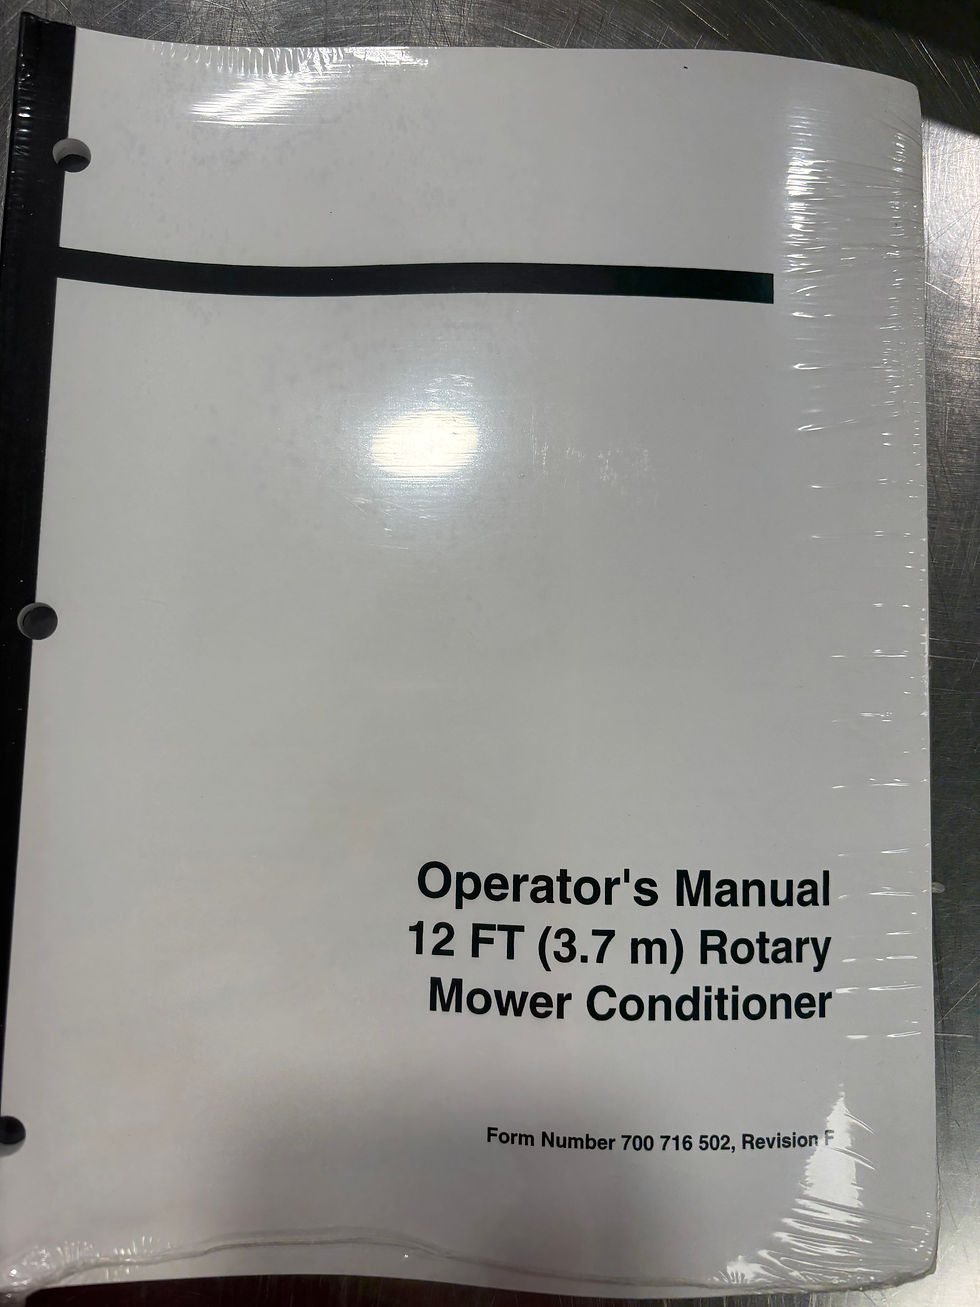 Operator's Manual
12 FT (3.7 m) Rotary
Mower Conditioner
Form Number 700 716 502, Revision F